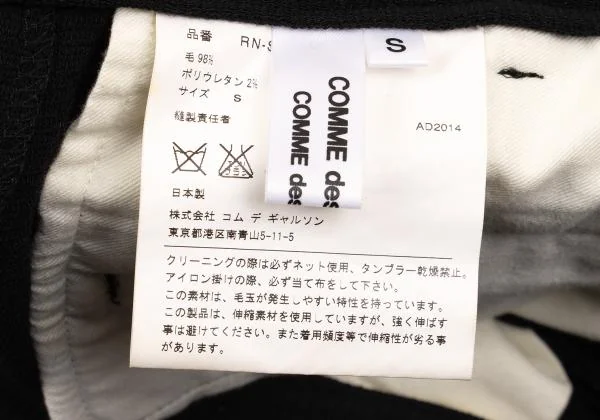 品番 RN-S
S
毛 98%
ポリウレタン 2%
サイズ S
縫製責任者
AD2014
COMME des
COMME des
日本製
株式会社 コム デ ギャルソン
東京都港区南青山5-11-5
クリーニングの際は必ずネット使用、タンブラー乾燥禁止。
アイロン掛けの際、必ず当て布をして下さい。
この素材は、毛玉が発生しやすい特性を持っています。
この製品は、伸縮素材を使用していますが、強く伸ばす
事は避けてください。また着用頻度等で伸縮性が劣る事
があります。